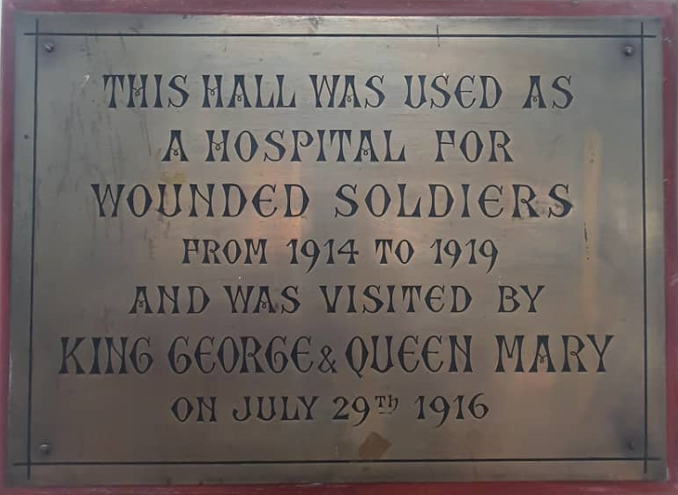 THIS HALL WAS USED AS
A HOSPITAL FOR
WOUNDED SOLDIERS
FROM 1914 TO 1919
AND WAS VISITED BY
KING GEORGE & QUEEN MARY
ON JULY 29Th 1916